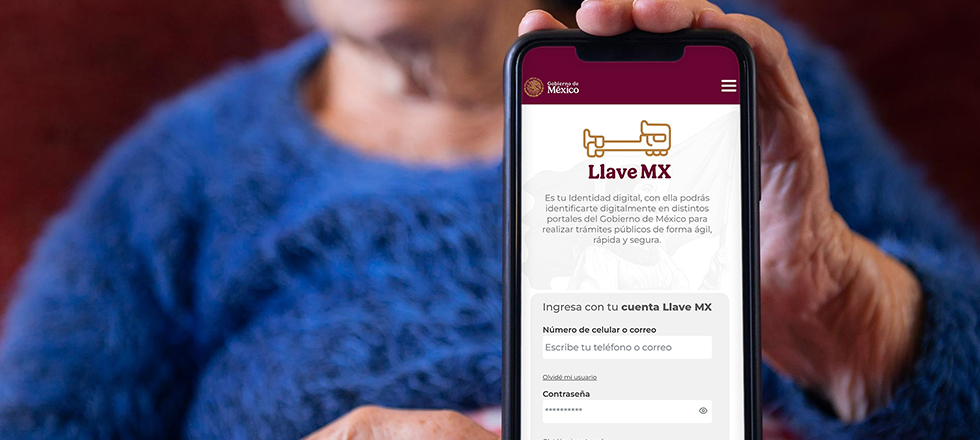 Gobierno de
México
Llave MX
Es tu Identidad digital, con ella podrás
identificarte digitalmente en distintos
portales del Gobierno de México para
realizar trámites públicos de forma ágil,
rápida y segura.
Ingresa con tu cuenta Llave MX
Número de celular o correo
Escribe tu teléfono o correo
Olvidé mi usuario
Contraseña
**********